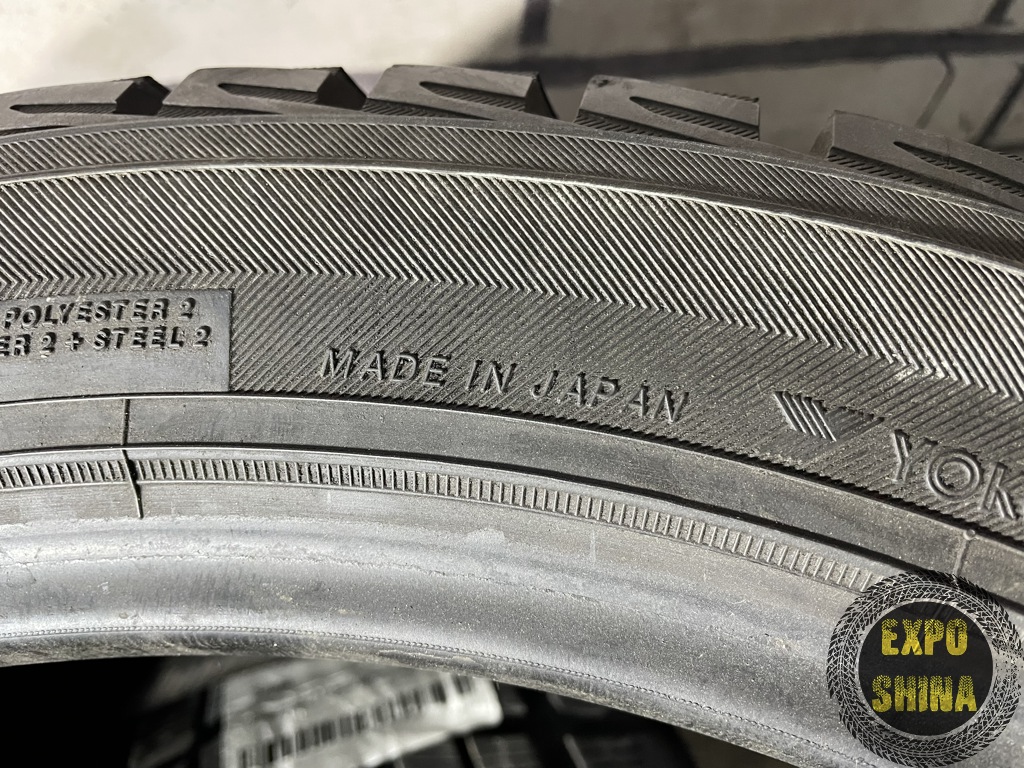 POLYESTER 2
ER 2 + STEEL 2
MADE IN JAPAN
YOK
EXPO
SHINA